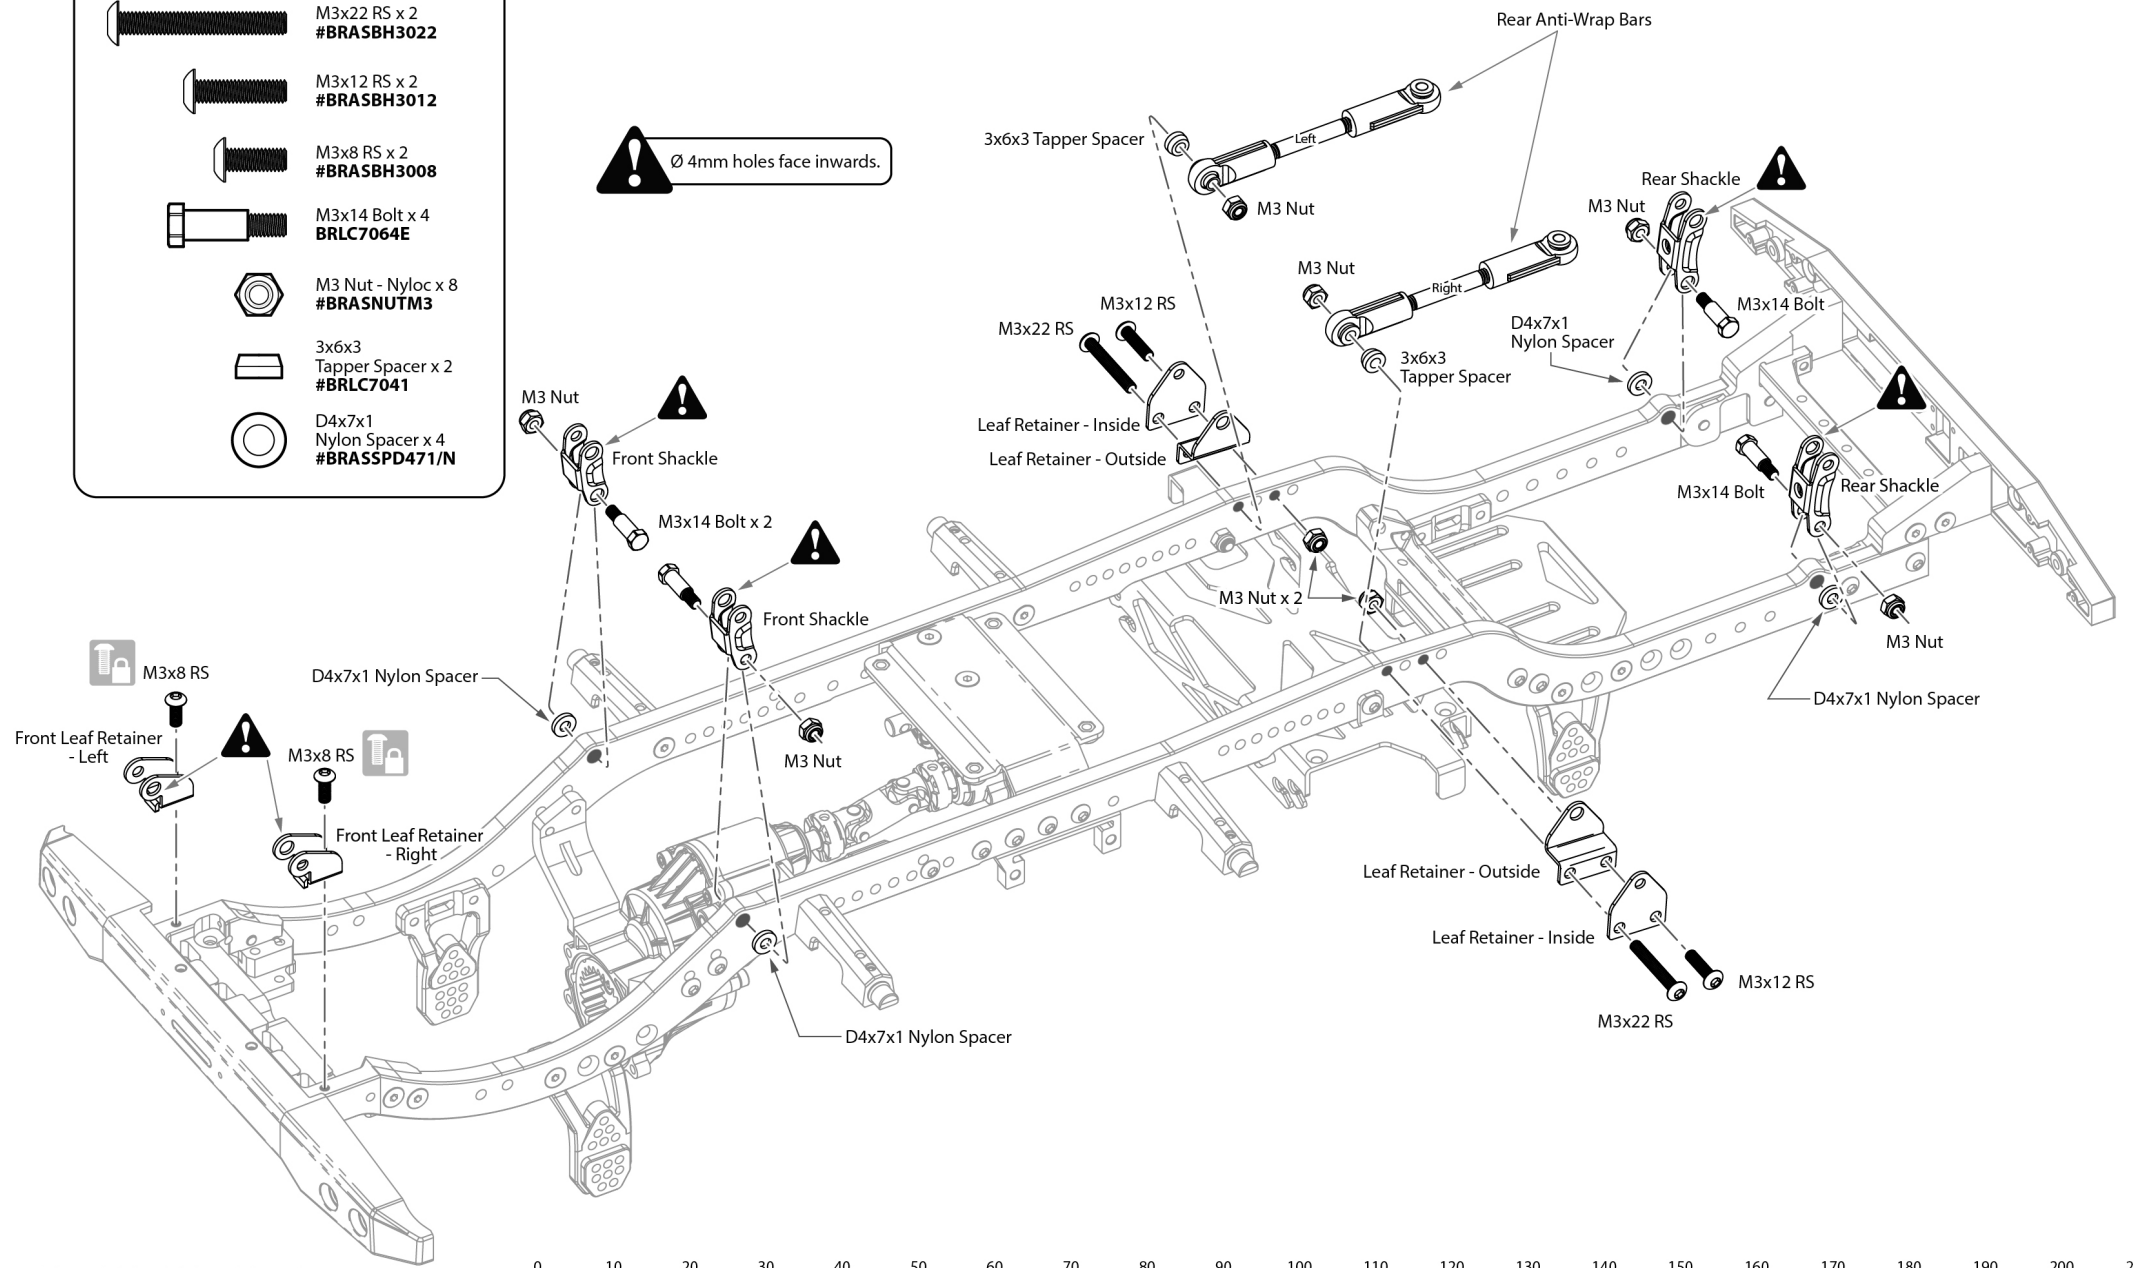 M3x22 RS x 2
#BRASBH3022
M3x12 RS x 2
#BRASBH3012
M3x8 RS x 2
#BRASBH3008
M3x14 Bolt x 4
BRLC7064E
M3 Nut - Nyloc x 8
#BRASNUTM3
3x6x3
Tapper Spacer x 2
#BRLC7041
D4x7x1
Nylon Spacer x 4
#BRASSPD471/N
Ø 4mm holes face inwards.
Rear Anti-Wrap Bars
3x6x3 Tapper Spacer
Left
M3 Nut
Rear Shackle
M3 Nut
M3 Nut
Right
M3x14 Bolt
M3x12 RS
M3x22 RS
D4x7x1
Nylon Spacer
3x6x3
Tapper Spacer
M3 Nut
Leaf Retainer - Inside
Leaf Retainer - Outside
Front Shackle
M3x14 Bolt
Rear Shackle
M3x14 Bolt x 2
M3 Nut x 2
Front Shackle
M3 Nut
D4x7x1 Nylon Spacer
M3x8 RS
D4x7x1 Nylon Spacer
Front Leaf Retainer
- Left
M3x8 RS
M3 Nut
Front Leaf Retainer
- Right
Leaf Retainer - Outside
Leaf Retainer - Inside
M3x12 RS
M3x22 RS
D4x7x1 Nylon Spacer
0 10 20 30 40 50 60 70 80 90 100 110 120 130 140 150 160 170 180 190 200